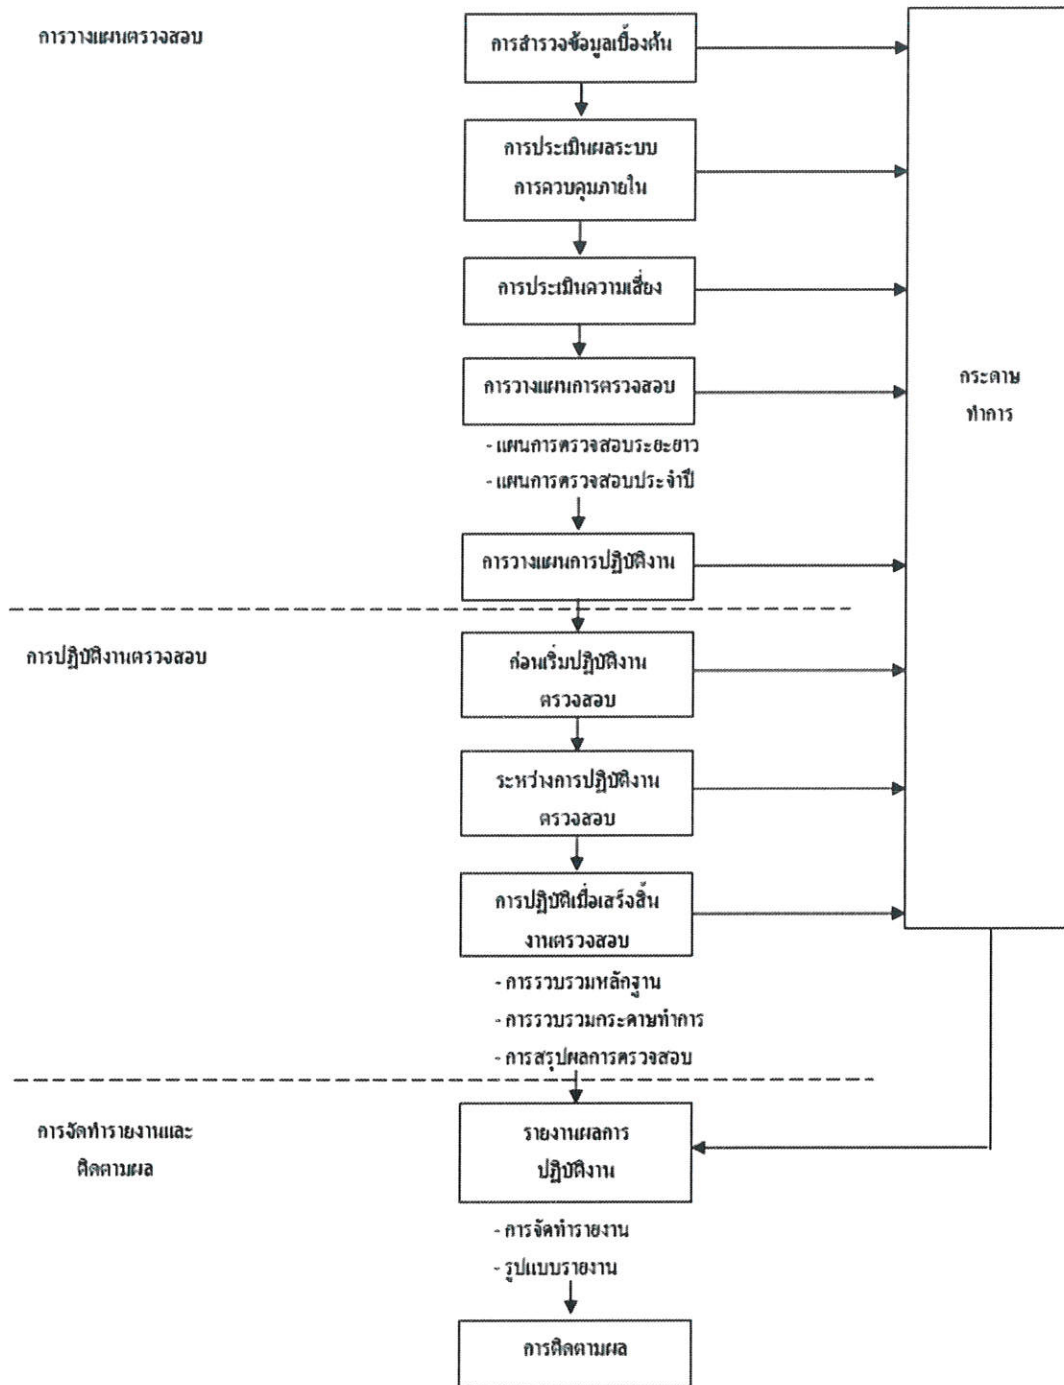 การวางแผนตรวจสอบ
การสำรวจข้อมูลเบื้องต้น
การประเมินผลระบบ
การควบคุมภายใน
การประเมินความเสี่ยง
การวางแผนการตรวจสอบ
- แผนการตรวจสอบระยะยาว
- แผนการตรวจสอบประจำปี
การวางแผนการปฏิบัติงาน
กระดาษ
ทำการ
การปฏิบัติงานตรวจสอบ
ก่อนเริ่มปฏิบัติงาน
ตรวจสอบ
ระหว่างการปฏิบัติงาน
ตรวจสอบ
การปฏิบัติเมื่อเสร็จสิ้น
งานตรวจสอบ
- การรวบรวมหลักฐาน
- การรวบรวมกระดาษทำการ
- การสรุปผลการตรวจสอบ
การจัดทำรายงานและ
ติดตามผล
รายงานผลการ
ปฏิบัติงาน
- การจัดทำรายงาน
- รูปแบบรายงาน
การติดตามผล